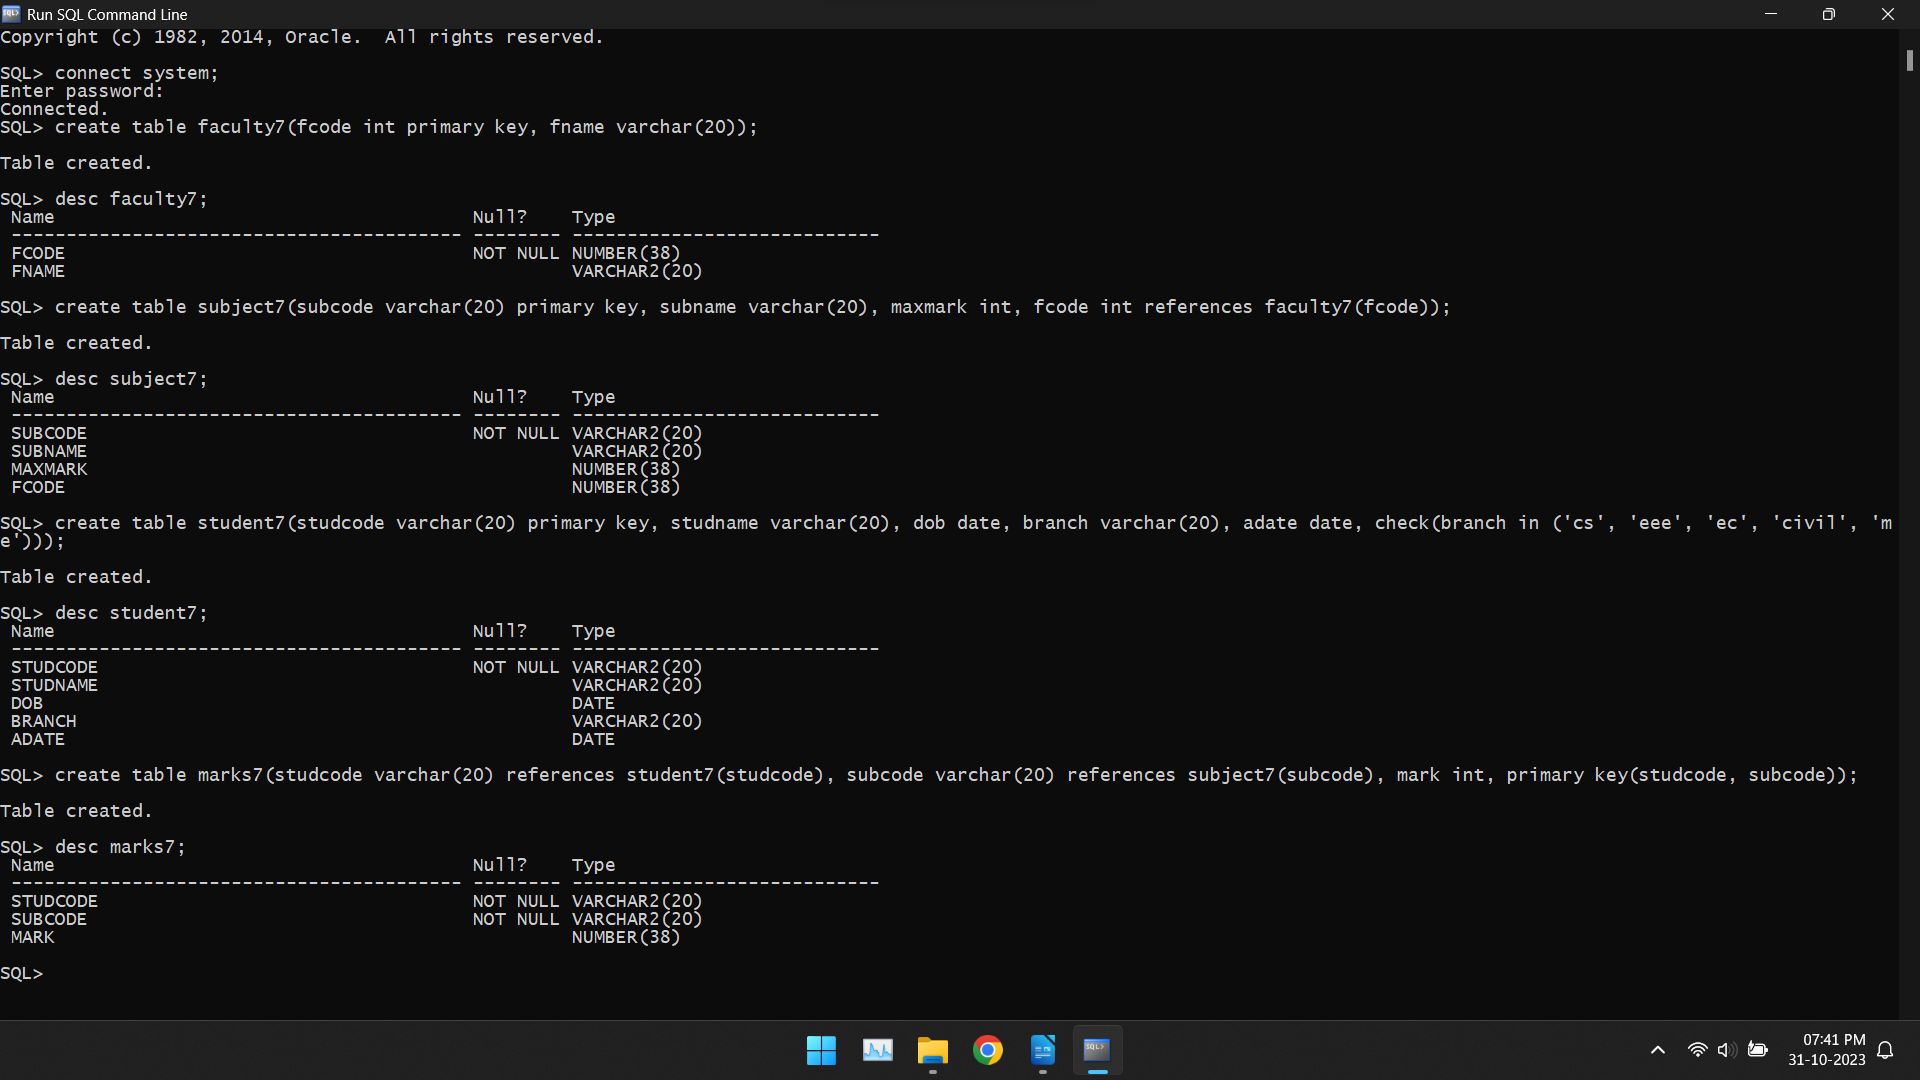 Run SQL Command Line
Copyright (c) 1982, 2014, Oracle.  All rights reserved.
SQL> connect system;
Enter password:
Connected.
SQL> create table faculty7(fcode int primary key, fname varchar(20));
Table created.
SQL> desc faculty7;
Name                                      Null?    Type
----------------------------------------- -------- ----------------------------
FCODE                                     NOT NULL NUMBER(38)
FNAME                                              VARCHAR2(20)
SQL> create table subject7(subcode varchar(20) primary key, subname varchar(20), maxmark int, fcode int references faculty7(fcode));
Table created.
SQL> desc subject7;
Name                                      Null?    Type
----------------------------------------- -------- ----------------------------
SUBCODE                                   NOT NULL VARCHAR2(20)
SUBNAME                                            VARCHAR2(20)
MAXMARK                                            NUMBER(38)
FCODE                                              NUMBER(38)
SQL> create table student7(studcode varchar(20) primary key, studname varchar(20), dob date, branch varchar(20), adate date, check(branch in ('cs', 'eee', 'ec', 'civil', 'm
e')));
Table created.
SQL> desc student7;
Name                                      Null?    Type
----------------------------------------- -------- ----------------------------
STUDCODE                                  NOT NULL VARCHAR2(20)
STUDNAME                                           VARCHAR2(20)
DOB                                                DATE
BRANCH                                             VARCHAR2(20)
ADATE                                              DATE
SQL> create table marks7(studcode varchar(20) references student7(studcode), subcode varchar(20) references subject7(subcode), mark int, primary key(studcode, subcode));
Table created.
SQL> desc marks7;
Name                                      Null?    Type
----------------------------------------- -------- ----------------------------
STUDCODE                                  NOT NULL VARCHAR2(20)
SUBCODE                                   NOT NULL VARCHAR2(20)
MARK                                               NUMBER(38)
SQL>
07:41 PM
31-10-2023